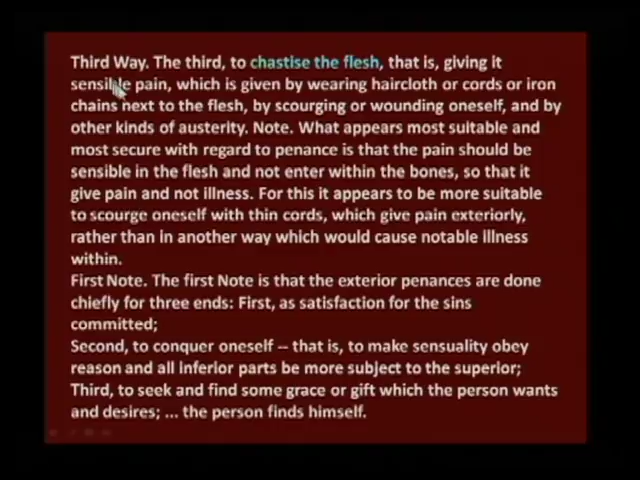 Third Way. The third, to chastise the flesh, that is, giving it
sensible pain, which is given by wearing haircloth or cords or iron
chains next to the flesh, by scourging or wounding oneself, and by
other kinds of austerity. Note. What appears most suitable and
most secure with regard to penance is that the pain should be
sensible in the flesh and not enter within the bones, so that it
give pain and not illness. For this it appears to be more suitable
to scourge oneself with thin cords, which give pain exteriorly,
rather than in another way which would cause notable illness
within.
First Note. The first Note is that the exterior penances are done
chiefly for three ends: First, as satisfaction for the sins
committed;
Second, to conquer oneself -- that is, to make sensuality obey
reason and all inferior parts be more subject to the superior;
Third, to seek and find some grace or gift which the person wants
and desires; ... the person finds himself.